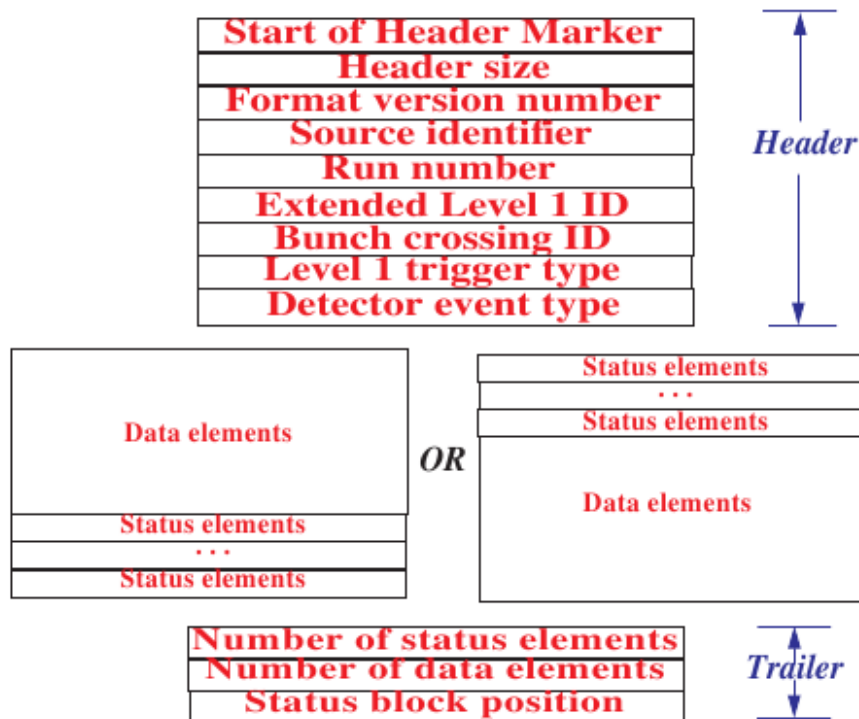 Start of Header Marker
Header size
Format version number
Source identifier
Run number
Extended Level 1 ID
Bunch crossing ID
Level 1 trigger type
Detector event type
Header
Data elements
Status elements
. . .
Status elements
OR
Status elements
. . .
Status elements
Data elements
Number of status elements
Number of data elements
Status block position
Trailer